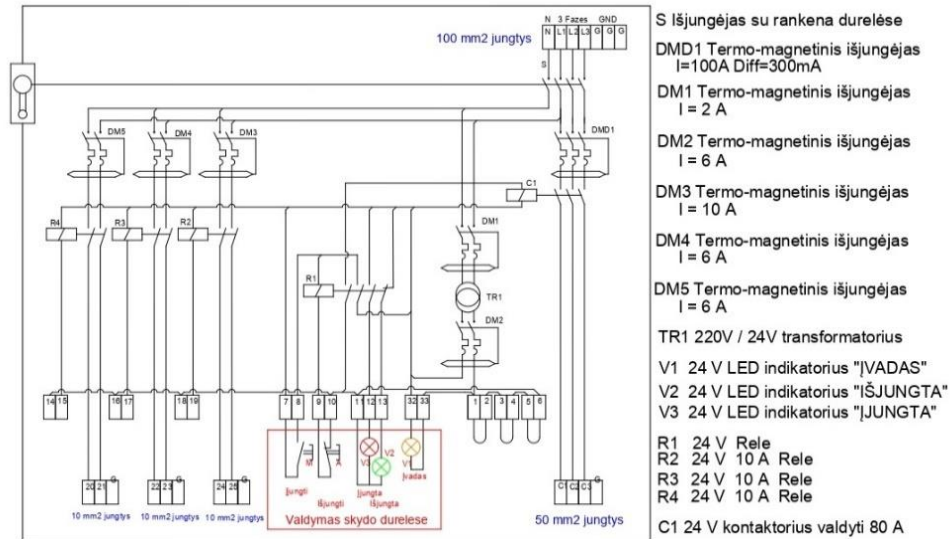 N 3 Fazes GND
N L1 L2 L3 G G G
100 mm2 jungtys
S
DM5
DM4
DM3
DMD1
C1
R4
R3
R2
DM1
R1
TR1
DM2
14 15
16 17
18 19
7 8
9 10
11 12 13
32 33
1 2 3 4 5 6
M
A
V3
V2
V1
Įjungti
Išjungti
Įjungta
Išjungta
Įvadas
Valdymas skydo durelese
20 21 G
22 23 G
24 25 G
C1 C2 C3 G
10 mm2 jungtys
10 mm2 jungtys
10 mm2 jungtys
50 mm2 jungtys
S Išjungėjas su rankena durelėse
DMD1 Termo-magnetinis išjungėjas
I=100A Diff=300mA
DM1 Termo-magnetinis išjungėjas
I = 2 A
DM2 Termo-magnetinis išjungėjas
I = 6 A
DM3 Termo-magnetinis išjungėjas
I = 10 A
DM4 Termo-magnetinis išjungėjas
I = 6 A
DM5 Termo-magnetinis išjungėjas
I = 6 A
TR1 220V / 24V transformatorius
V1 24 V LED indikatorius "ĮVADAS"
V2 24 V LED indikatorius "IŠJUNGTA"
V3 24 V LED indikatorius "ĮJUNGTA"
R1 24 V Rele
R2 24 V 10 A Rele
R3 24 V 10 A Rele
R4 24 V 10 A Rele
C1 24 V kontaktorius valdyti 80 A